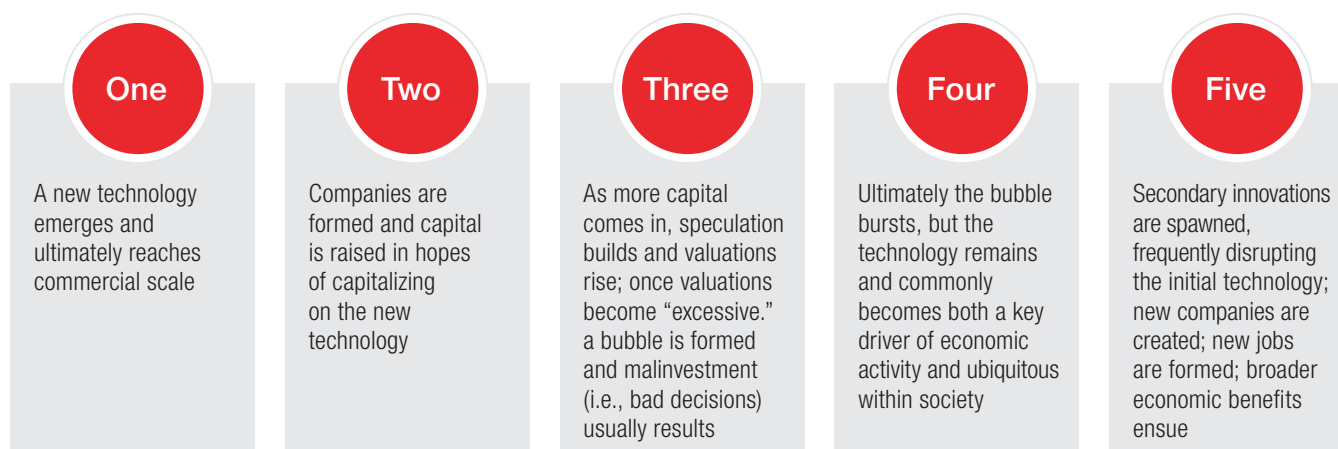 One
A new technology
emerges and
ultimately reaches
commercial scale
Two
Companies are
formed and capital
is raised in hopes
of capitalizing
on the new
technology
Three
As more capital
comes in, speculation
builds and valuations
rise; once valuations
become “excessive.”
a bubble is formed
and malinvestment
(i.e., bad decisions)
usually results
Four
Ultimately the bubble
bursts, but the
technology remains
and commonly
becomes both a key
driver of economic
activity and ubiquitous
within society
Five
Secondary innovations
are spawned,
frequently disrupting
the initial technology;
new companies are
created; new jobs
are formed; broader
economic benefits
ensue